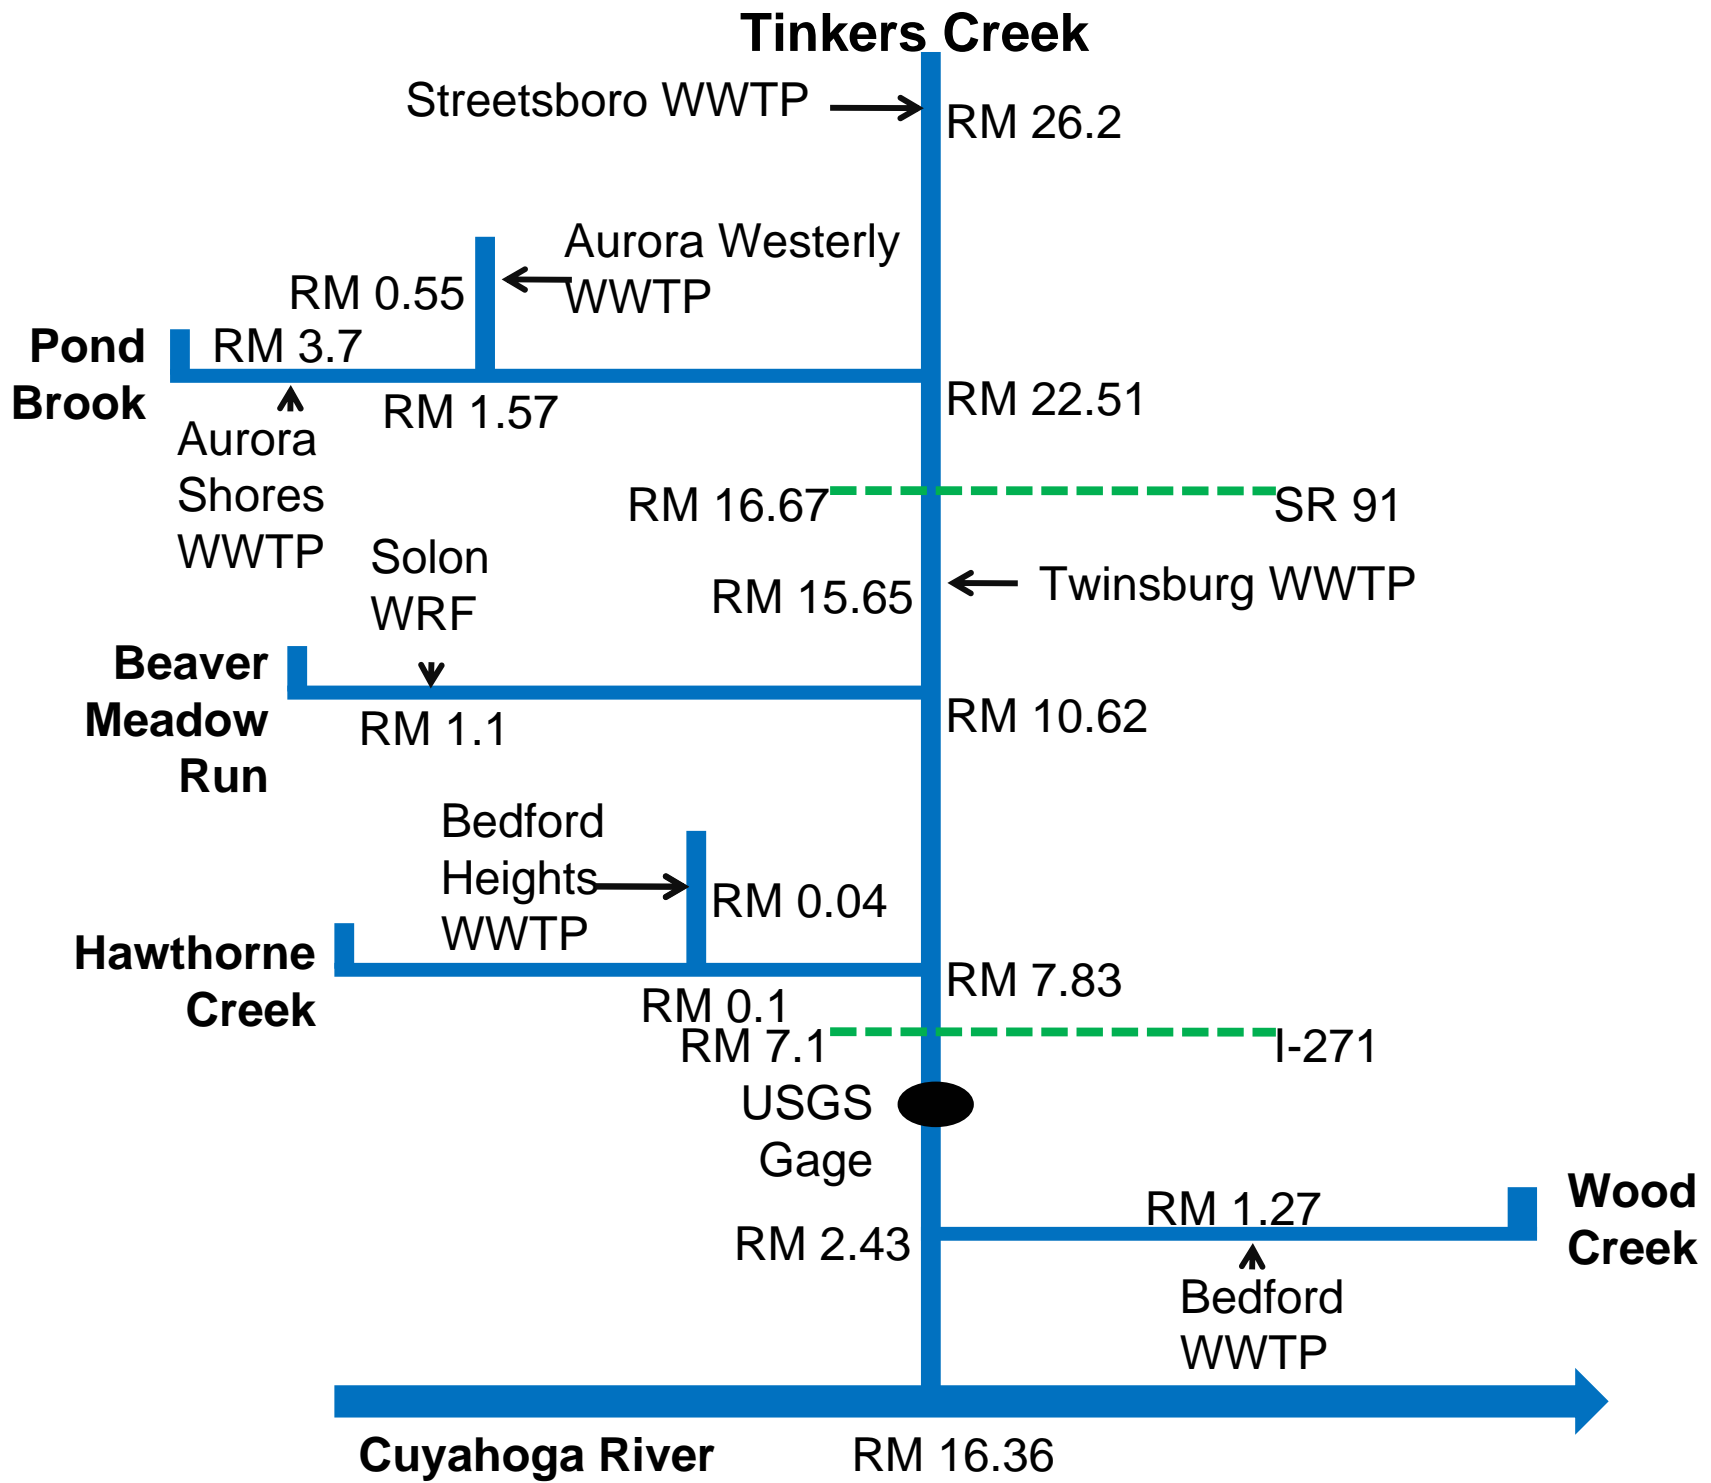 Tinkers Creek
Streetsboro WWTP
RM 26.2
Aurora Westerly
WWTP
RM 0.55
Pond
Brook
RM 3.7
RM 1.57
RM 22.51
Aurora
Shores
WWTP
RM 16.67
SR 91
Solon
WRF
RM 15.65
Twinsburg WWTP
Beaver
Meadow
Run
RM 1.1
RM 10.62
Bedford
Heights
WWTP
RM 0.04
Hawthorne
Creek
RM 0.1
RM 7.83
RM 7.1
I-271
USGS
Gage
Wood
Creek
RM 1.27
RM 2.43
Bedford
WWTP
Cuyahoga River
RM 16.36